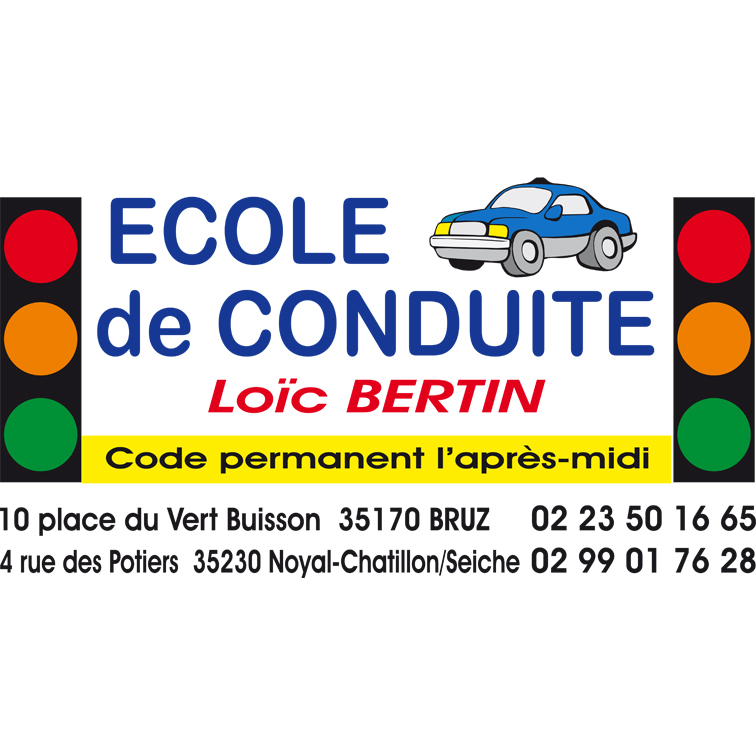 ECOLE
de CONDUITE
Loïc BERTIN
Code permanent l'après-midi
10 place du Vert Buisson 35170 BRUZ 02 23 50 16 65
4 rue des Potiers 35230 Noyal-Chatillon/Seiche 02 99 01 76 28